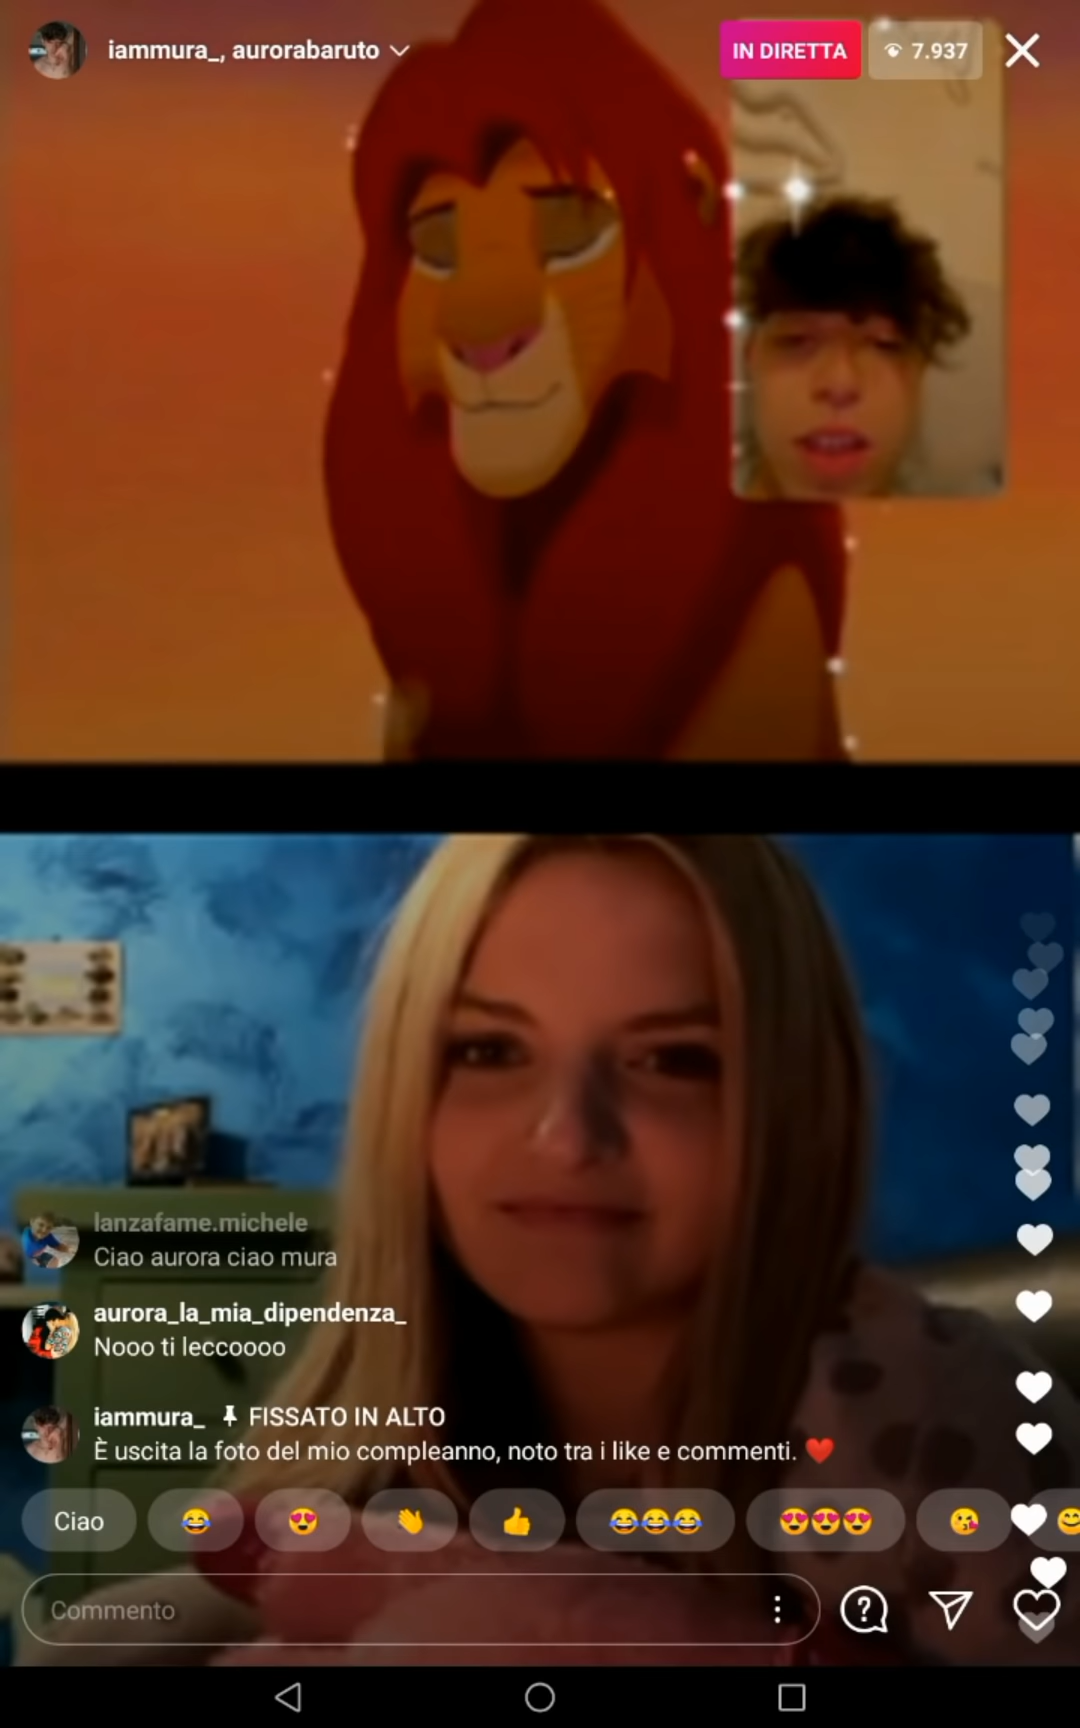 iammura_, aurorabaruto
IN DIRETTA
7.937
lanzafame.michele
Ciao aurora ciao mura
aurora_la_mia_dipendenza_
Nooo ti leccoooo
iammura_ FISSATO IN ALTO
È uscita la foto del mio compleanno, noto tra i like e commenti. ❤️
Ciao 😂 😍 👋 👍 😂😂😂 😍😍😍 😘 😊
Commento